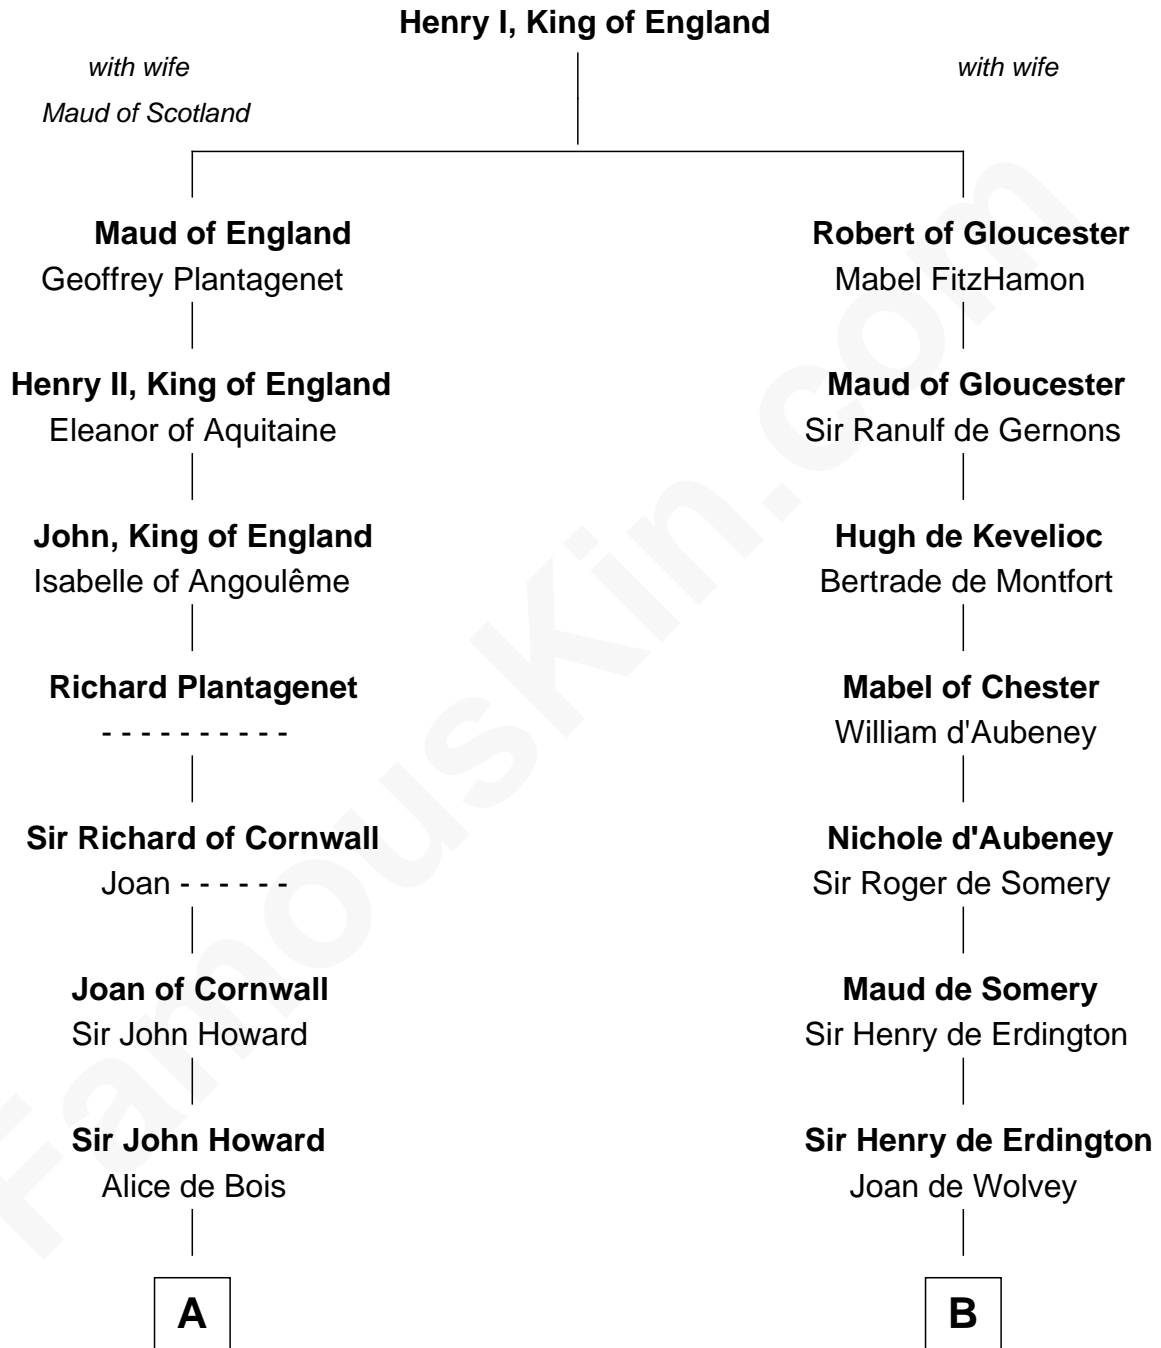 Henry I, King of England
with wife
Maud of Scotland
with wife
Maud of England
Geoffrey Plantagenet
Robert of Gloucester
Mabel FitzHamon
Henry II, King of England
Eleanor of Aquitaine
Maud of Gloucester
Sir Ranulf de Gernons
John, King of England
Isabelle of Angoulême
Hugh de Kevelioc
Bertrade de Montfort
Richard Plantagenet
- - - - - - - - - -
Mabel of Chester
William d'Aubeney
Sir Richard of Cornwall
Joan - - - - - -
Nichole d'Aubeney
Sir Roger de Somery
Joan of Cornwall
Sir John Howard
Maud de Somery
Sir Henry de Erdington
Sir John Howard
Alice de Bois
Sir Henry de Erdington
Joan de Wolvey
A
B
FamousKin.com